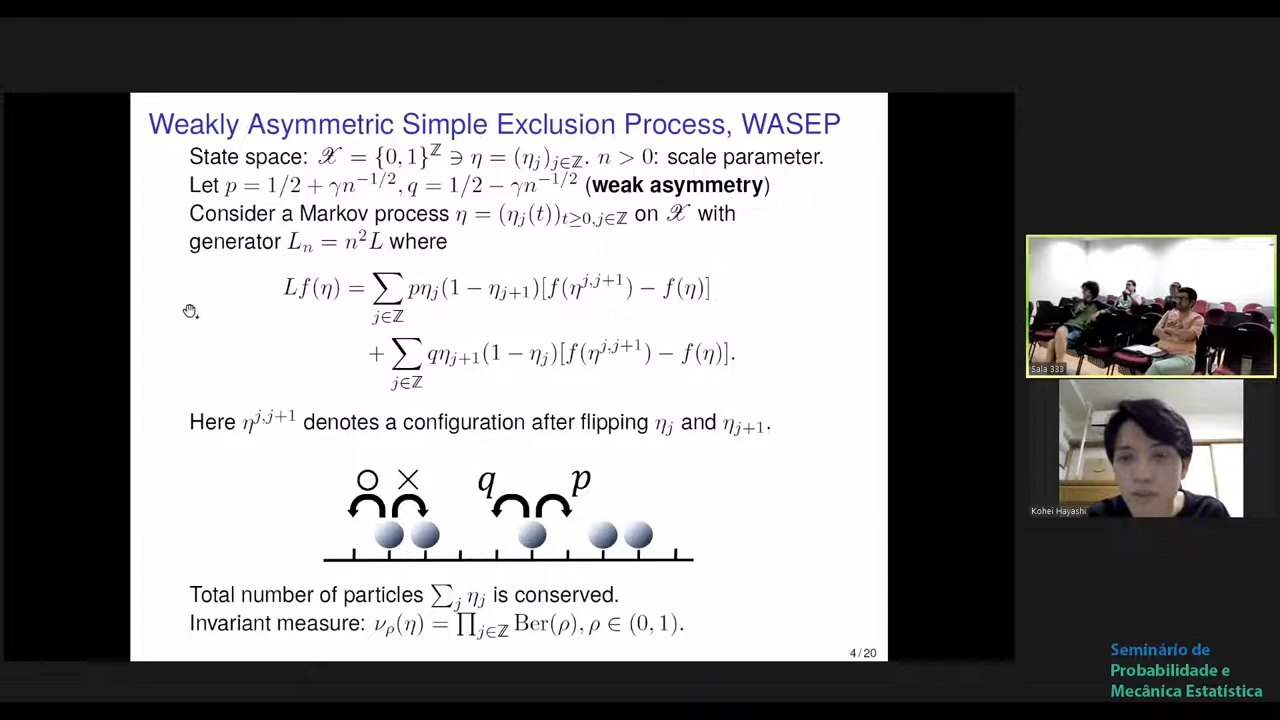 Weakly Asymmetric Simple Exclusion Process, WASEP
State space: 𝒳 = {0, 1}^ℤ ∋ η = (η_j)_{j∈ℤ}. n > 0: scale parameter.
Let p = 1/2 + γn^{-1/2}, q = 1/2 − γn^{-1/2} (weak asymmetry)
Consider a Markov process η = (η_j(t))_{t≥0,j∈ℤ} on 𝒳 with
generator L_n = n^2 L where
Lf(η) = ∑_{j∈ℤ} pη_j(1 − η_{j+1})[f(η^{j,j+1}) − f(η)]
+ ∑_{j∈ℤ} qη_{j+1}(1 − η_j)[f(η^{j,j+1}) − f(η)].
Here η^{j,j+1} denotes a configuration after flipping η_j and η_{j+1}.
○ × q p
Total number of particles ∑_j η_j is conserved.
Invariant measure: ν_ρ(η) = ∏_{j∈ℤ} Ber(ρ), ρ ∈ (0, 1).
4 / 20
Sala 333
Kohei Hayashi
Seminário de
Probabilidade e
Mecânica Estatística